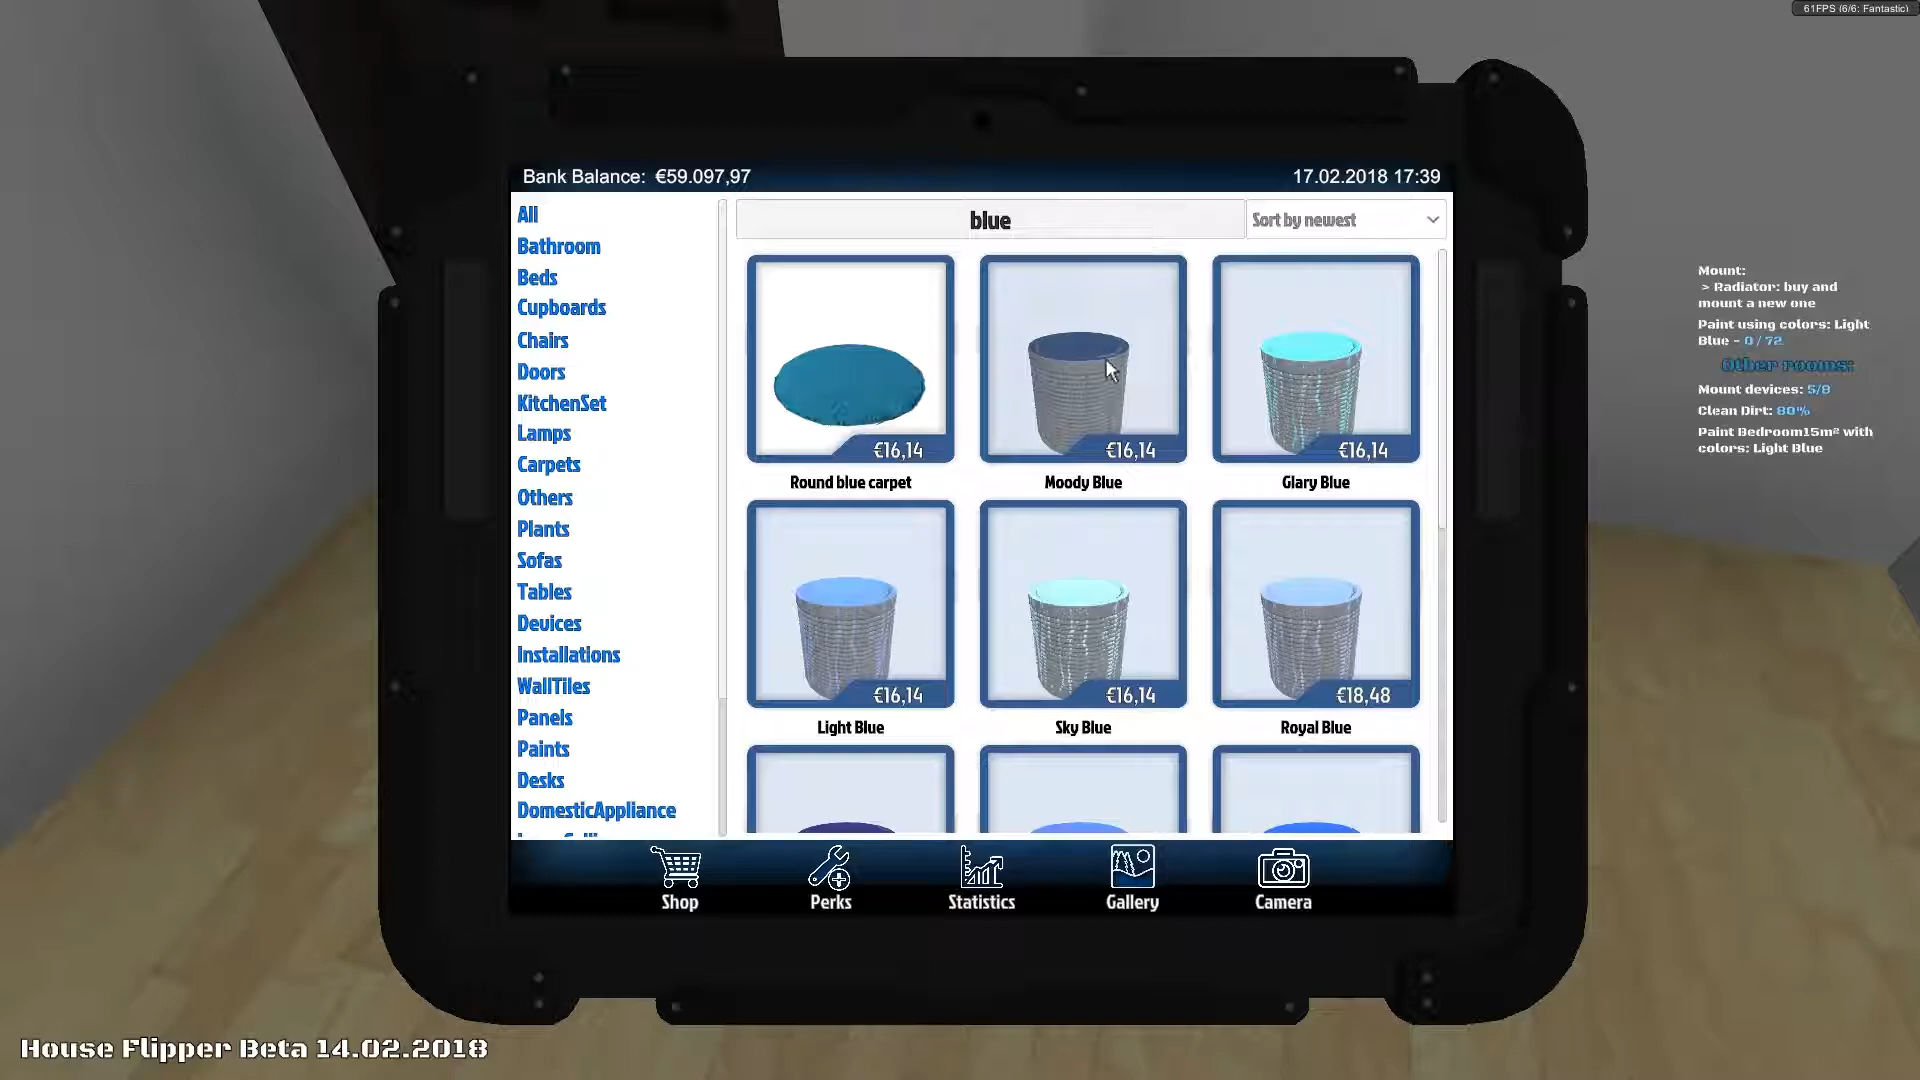 61FPS (6/6: Fantastic)
Bank Balance: €59.097,97
17.02.2018 17:39
All
Bathroom
Beds
Cupboards
Chairs
Doors
KitchenSet
Lamps
Carpets
Others
Plants
Sofas
Tables
Devices
Installations
WallTiles
Panels
Paints
Desks
DomesticAppliance
blue
Sort by newest
€16,14
€16,14
€16,14
Round blue carpet
Moody Blue
Glary Blue
€16,14
€16,14
€18,48
Light Blue
Sky Blue
Royal Blue
Shop
Perks
Statistics
Gallery
Camera
Mount:
> Radiator: buy and
mount a new one
Paint using colors: Light
Blue - 0 / 72
Other rooms:
Mount devices: 5/8
Clean Dirt: 80%
Paint Bedroom15m² with
colors: Light Blue
House Flipper Beta 14.02.2018